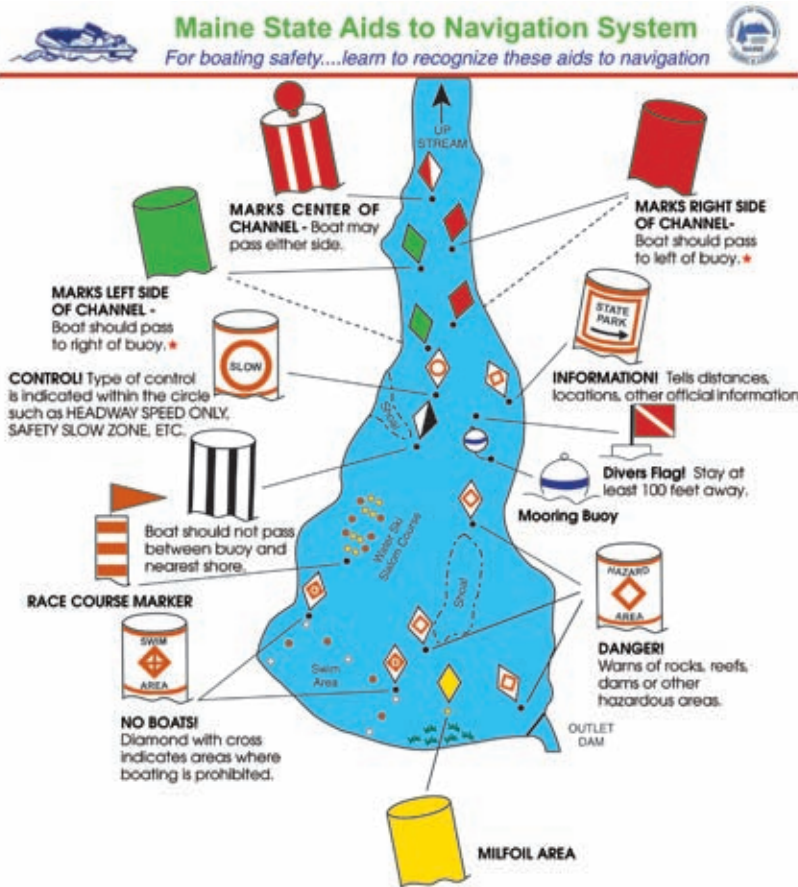 Maine State Aids to Navigation System
For boating safety....learn to recognize these aids to navigation
UP
STREAM
MARKS CENTER OF
CHANNEL - Boat may
pass either side.
MARKS RIGHT SIDE
OF CHANNEL-
Boat should pass
to left of buoy.★
MARKS LEFT SIDE
OF CHANNEL -
Boat should pass
to right of buoy.★
STATE
PARK
SLOW
CONTROL! Type of control
is indicated within the circle
such as HEADWAY SPEED ONLY,
SAFETY SLOW ZONE, ETC.
INFORMATION! Tells distances,
locations, other official information
Shoal
Divers Flag! Stay at
least 100 feet away.
Mooring Buoy
Boat should not pass
between buoy and
nearest shore.
Water Ski
Slalom Course
RACE COURSE MARKER
Shoal
HAZARD
AREA
DANGER!
Warns of rocks, reefs,
dams or other
hazardous areas.
SWIM
AREA
Swim
Area
NO BOATS!
Diamond with cross
indicates areas where
boating is prohibited.
OUTLET
DAM
MILFOIL AREA